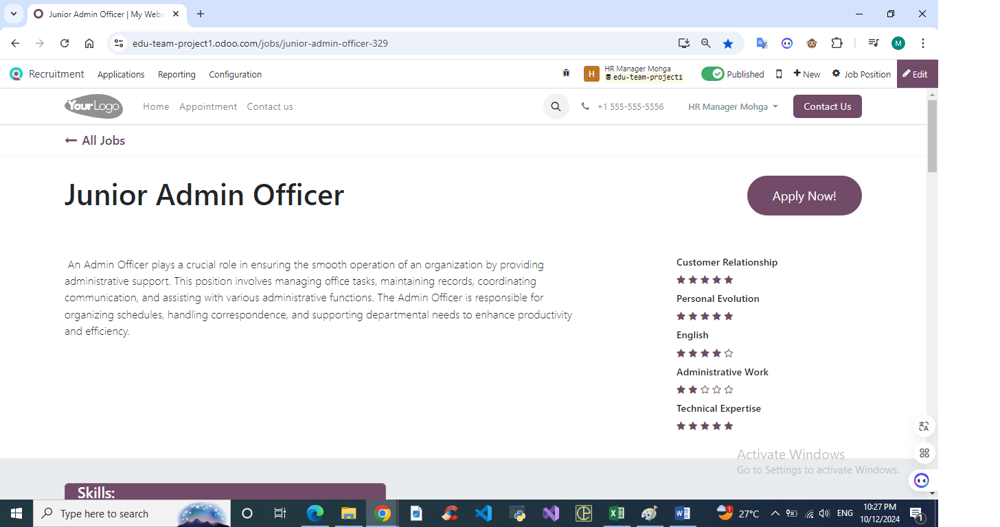 Junior Admin Officer | My Webs
edu-team-project1.odoo.com/jobs/junior-admin-officer-329
M
Recruitment Applications Reporting Configuration
H HR Manager Mohga
edu-team-project1
Published New Job Position Edit
YourLogo Home Appointment Contact us +1 555-555-5556 HR Manager Mohga Contact Us
All Jobs
Junior Admin Officer
Apply Now!
An Admin Officer plays a crucial role in ensuring the smooth operation of an organization by providing
administrative support. This position involves managing office tasks, maintaining records, coordinating
communication, and assisting with various administrative functions. The Admin Officer is responsible for
organizing schedules, handling correspondence, and supporting departmental needs to enhance productivity
and efficiency.
Customer Relationship
Personal Evolution
English
Administrative Work
Technical Expertise
Activate Windows
Go to Settings to activate Windows.
Skills:
Type here to search
1
27°C
ENG
10:27 PM
10/12/2024
1